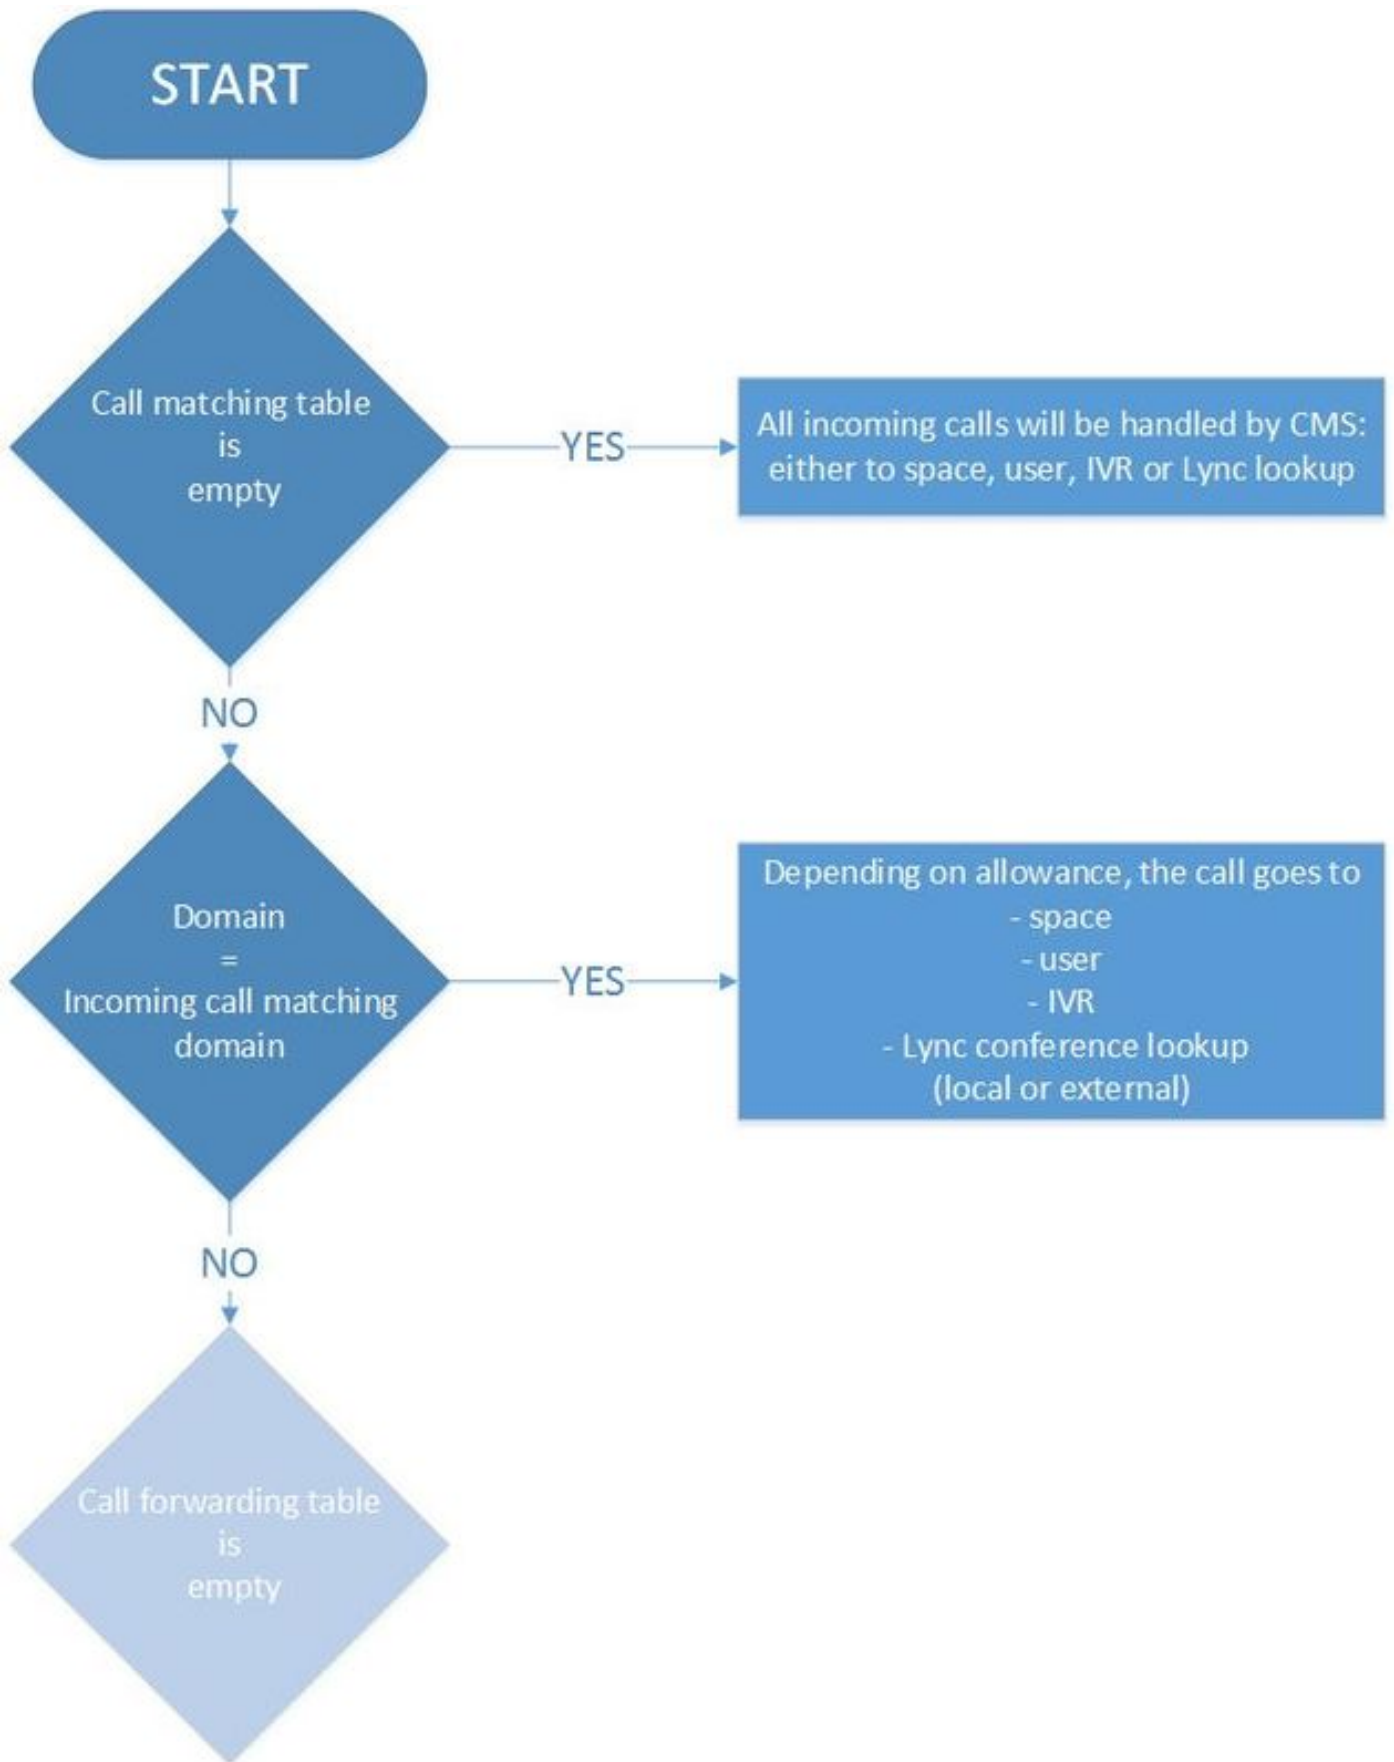 START
Call matching table
is
empty
YES
All incoming calls will be handled by CMS:
either to space, user, IVR or Lync lookup
NO
Domain
=
Incoming call matching
domain
YES
Depending on allowance, the call goes to
- space
- user
- IVR
- Lync conference lookup
(local or external)
NO
Call forwarding table
is
empty